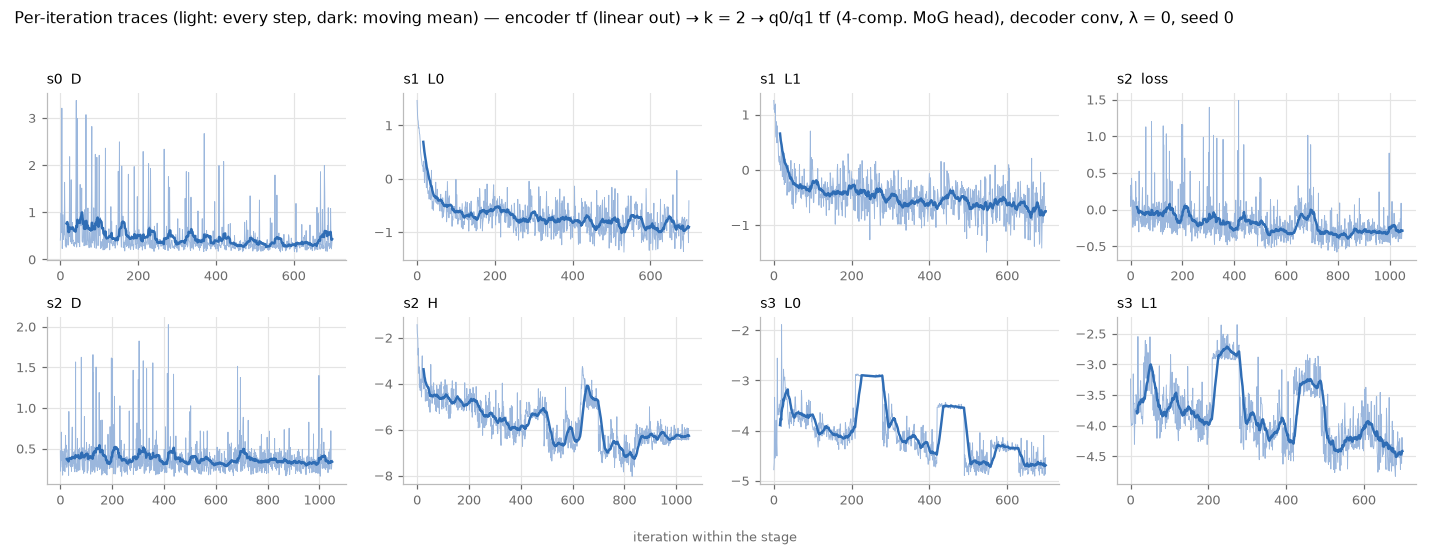 Per-iteration traces (light: every step, dark: moving mean) — encoder tf (linear out) → k = 2 → q0/q1 tf (4-comp. MoG head), decoder conv, λ = 0, seed 0
s0 D
3
2
1
0
0 200 400 600
s1 L0
1
0
−1
0 200 400 600
s1 L1
1
0
−1
0 200 400 600
s2 loss
1.5
1.0
0.5
0.0
−0.5
0 200 400 600 800 1000
s2 D
2.0
1.5
1.0
0.5
0 200 400 600 800 1000
s2 H
−2
−4
−6
−8
0 200 400 600 800 1000
s3 L0
−2
−3
−4
−5
0 200 400 600
s3 L1
−2.5
−3.0
−3.5
−4.0
−4.5
0 200 400 600
iteration within the stage